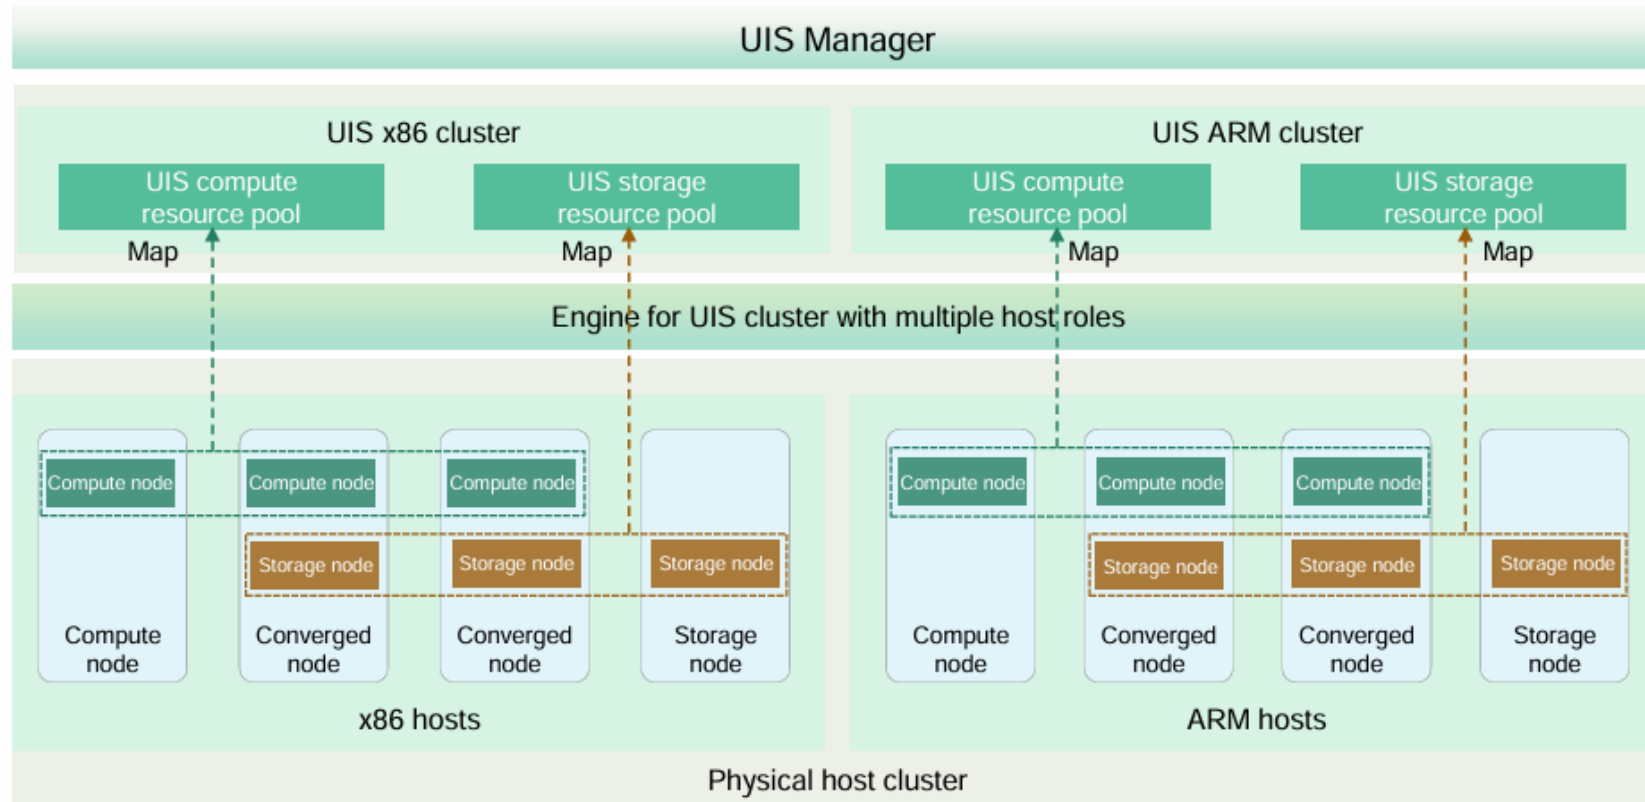 UIS Manager
UIS x86 cluster
UIS compute
resource pool
UIS storage
resource pool
Map
Map
UIS ARM cluster
UIS compute
resource pool
UIS storage
resource pool
Map
Map
Engine for UIS cluster with multiple host roles
Compute node
Compute node
Compute node
Storage node
Storage node
Storage node
Compute
node
Converged
node
Converged
node
Storage
node
x86 hosts
Compute node
Compute node
Compute node
Storage node
Storage node
Storage node
Compute
node
Converged
node
Converged
node
Storage
node
ARM hosts
Physical host cluster